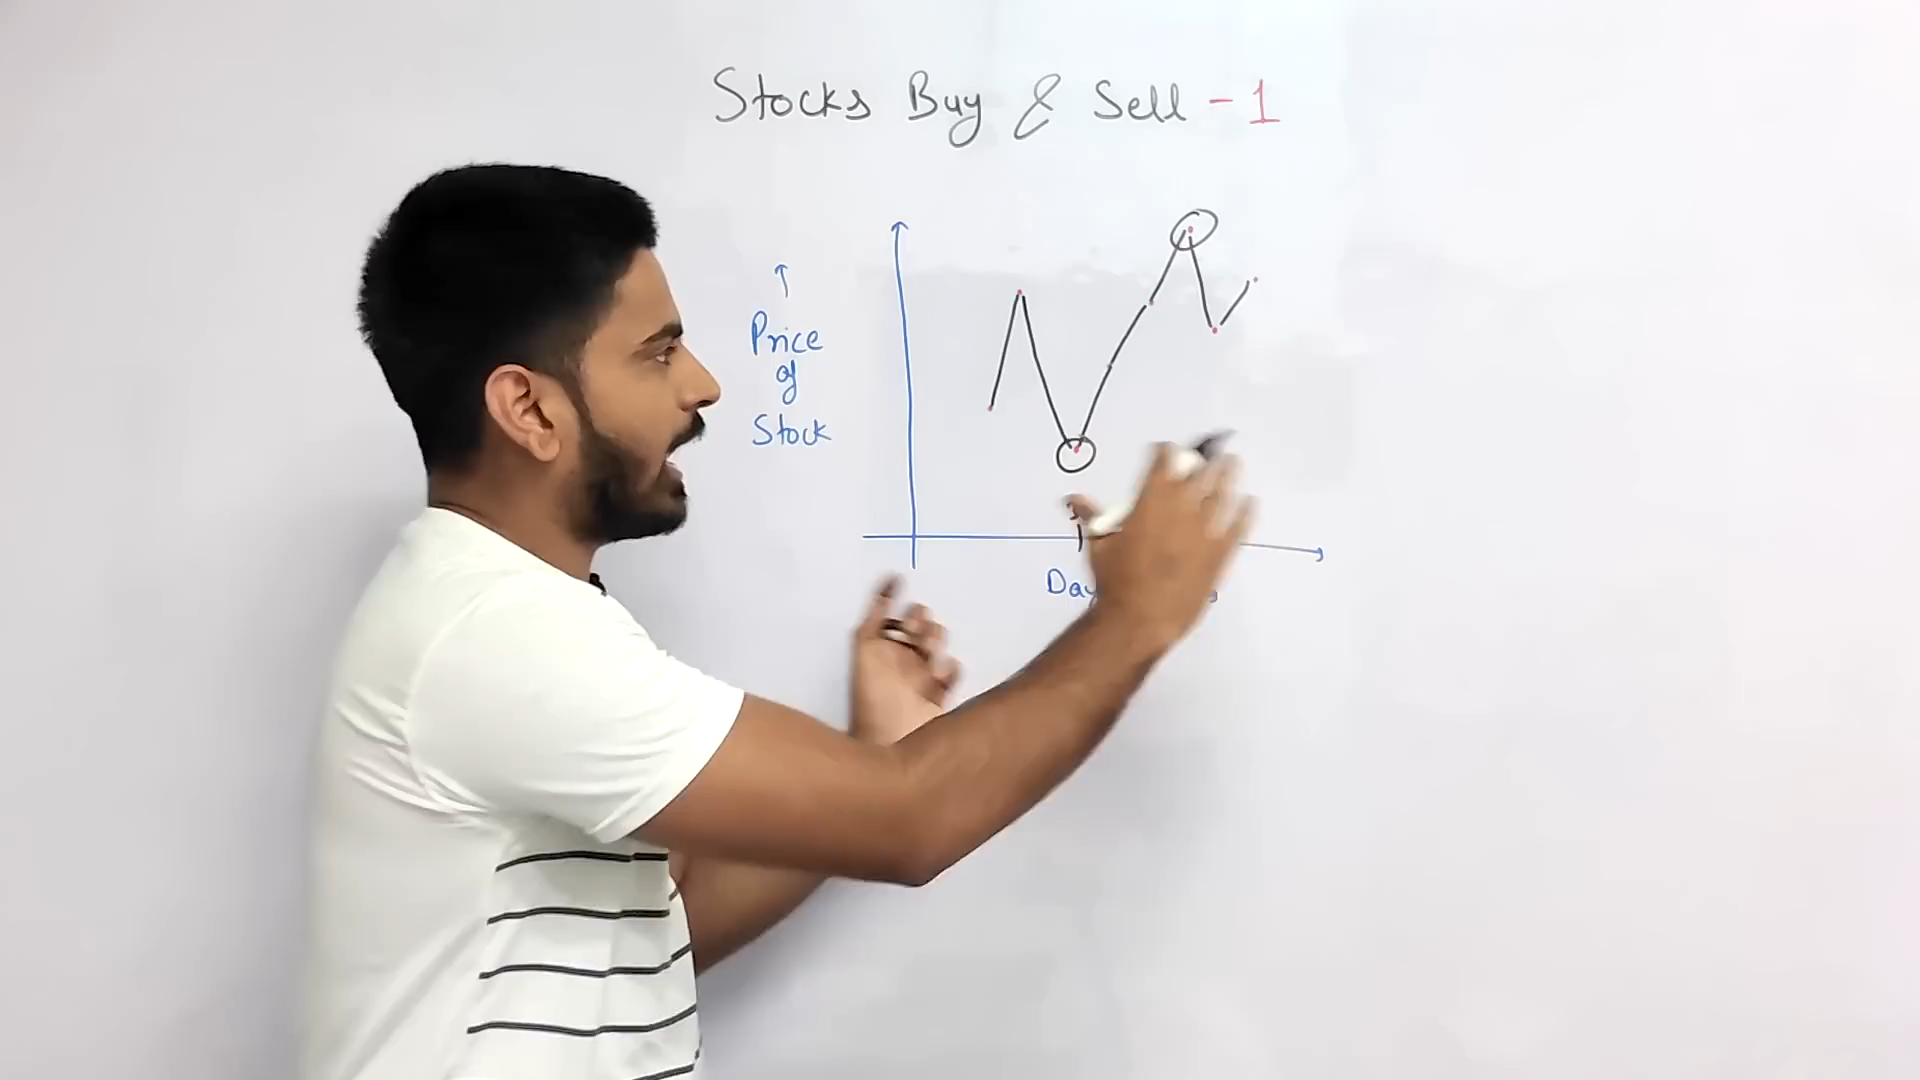 Stocks Buy & Sell - 1
Price
of
Stock